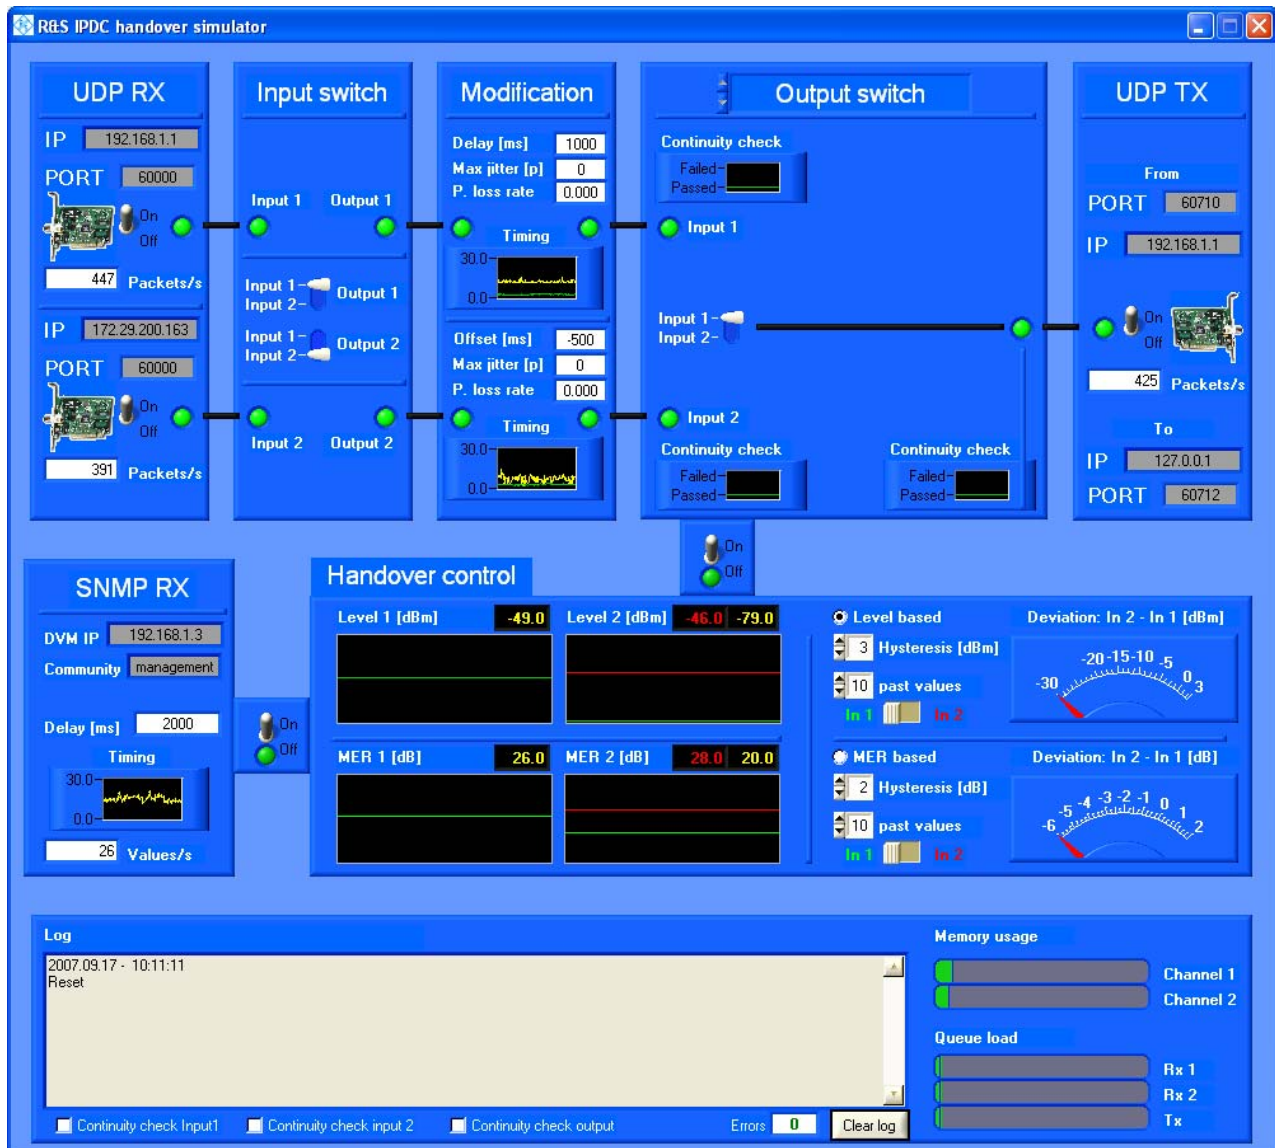 R&S IPDC handover simulator
UDP RX
IP 192.168.1.1
PORT 60000
On
Off
447 Packets/s
IP 172.29.200.163
PORT 60000
On
Off
391 Packets/s
Input switch
Input 1 Output 1
Input 1
Input 2
Output 1
Input 1
Input 2
Output 2
Input 2 Output 2
Modification
Delay [ms] 1000
Max jitter [p] 0
P. loss rate 0.000
Timing
30.0
0.0
Offset [ms] -500
Max jitter [p] 0
P. loss rate 0.000
Timing
30.0
0.0
Output switch
Continuity check
Failed
Passed
Input 1
Input 1
Input 2
Input 2
Continuity check
Failed
Passed
Continuity check
Failed
Passed
UDP TX
From
PORT 60710
IP 192.168.1.1
On
Off
425 Packets/s
To
IP 127.0.0.1
PORT 60712
On
Off
SNMP RX
DVM IP 192.168.1.3
Community management
Delay [ms] 2000
Timing
30.0
0.0
26 Values/s
On
Off
Handover control
Level 1 [dBm] -49.0
Level 2 [dBm] -46.0 -79.0
MER 1 [dB] 26.0
MER 2 [dB] 28.0 20.0
Level based
3 Hysteresis [dBm]
10 past values
In 1 In 2
Deviation: In 2 - In 1 [dBm]
-30 -20 -15 -10 -5 0 3
MER based
2 Hysteresis [dB]
10 past values
In 1 In 2
Deviation: In 2 - In 1 [dB]
-6 -5 -4 -3 -2 -1 0 1 2
Log
2007.09.17 - 10:11:11
Reset
Continuity check Input1 Continuity check input 2 Continuity check output Errors 0 Clear log
Memory usage
Channel 1
Channel 2
Queue load
Rx 1
Rx 2
Tx